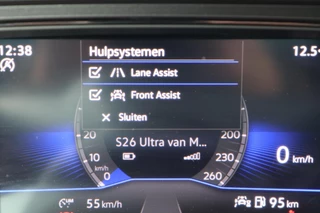 12:38
Hulpsystemen
12.5
Lane Assist
Front Assist
Sluiten
20
S26 Ultra van M...
200
10
230
0 km/h
km/h
0
260
55 km/h
95 km